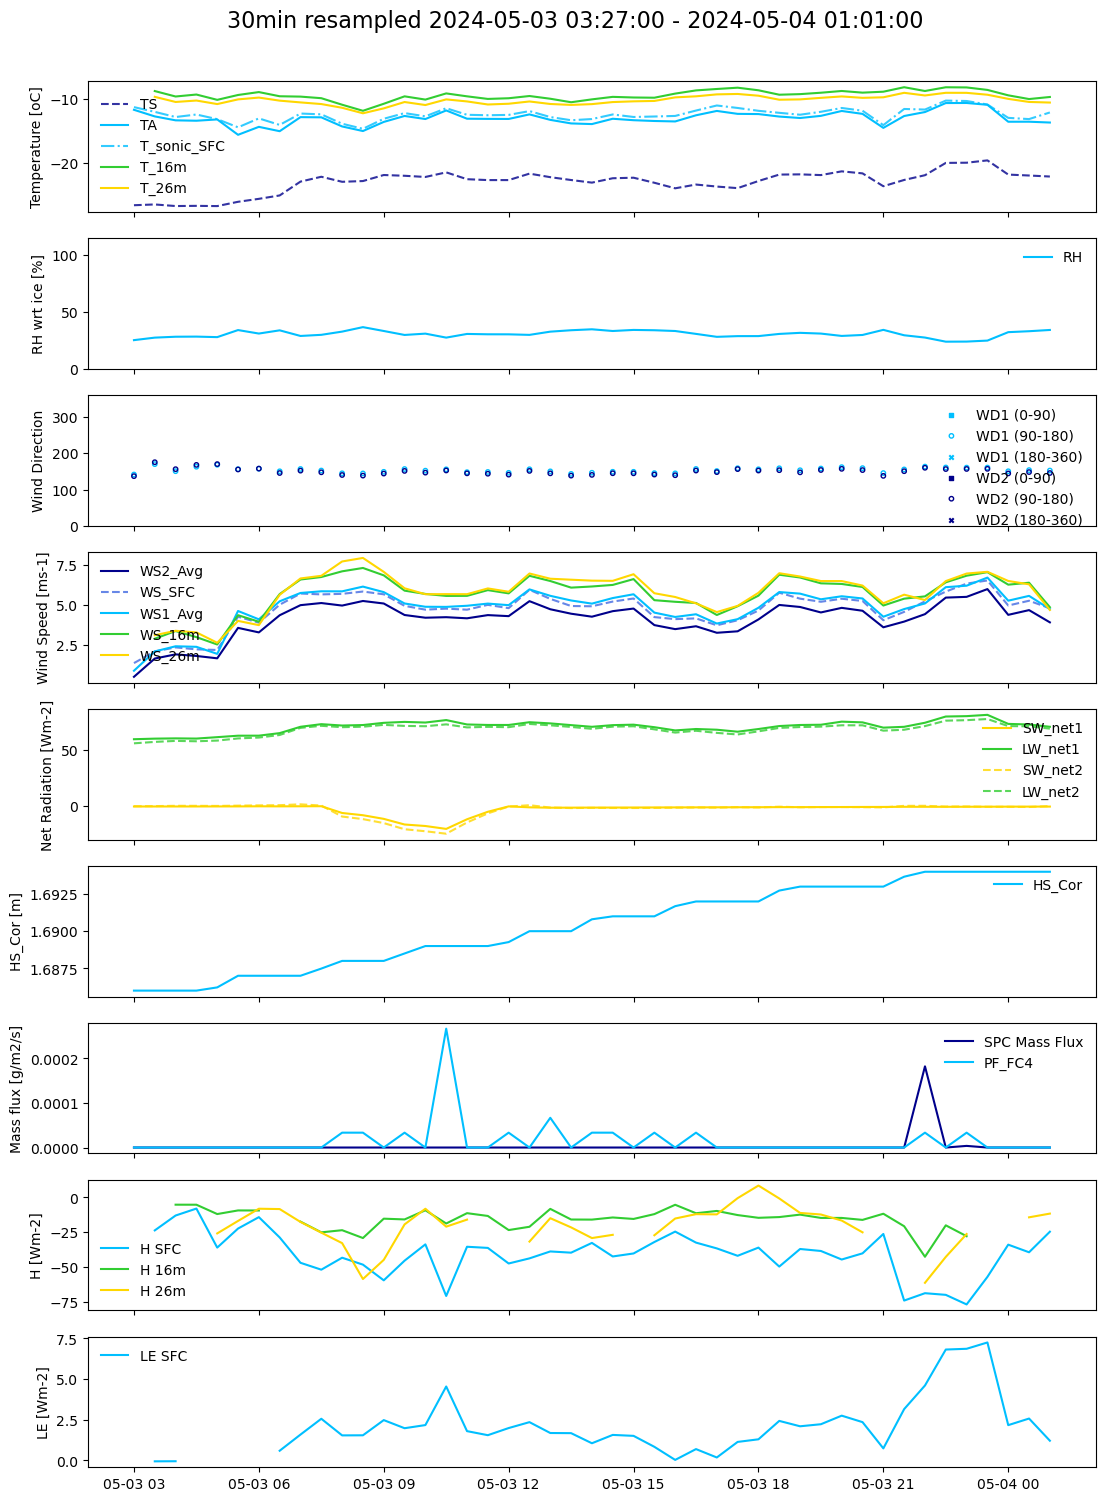 30min resampled 2024-05-03 03:27:00 - 2024-05-04 01:01:00
Temperature [oC]
−10
−20
TS
TA
T_sonic_SFC
T_16m
T_26m
RH wrt ice [%]
100
50
0
RH
Wind Direction
300
200
100
0
WD1 (0-90)
WD1 (90-180)
WD1 (180-360)
WD2 (0-90)
WD2 (90-180)
WD2 (180-360)
Wind Speed [ms-1]
7.5
5.0
2.5
WS2_Avg
WS_SFC
WS1_Avg
WS_16m
WS_26m
Net Radiation [Wm-2]
50
0
SW_net1
LW_net1
SW_net2
LW_net2
HS_Cor [m]
1.6925
1.6900
1.6875
HS_Cor
Mass flux [g/m2/s]
0.0002
0.0001
0.0000
SPC Mass Flux
PF_FC4
H [Wm-2]
0
−25
−50
−75
H SFC
H 16m
H 26m
LE [Wm-2]
7.5
5.0
2.5
0.0
LE SFC
05-03 03
05-03 06
05-03 09
05-03 12
05-03 15
05-03 18
05-03 21
05-04 00